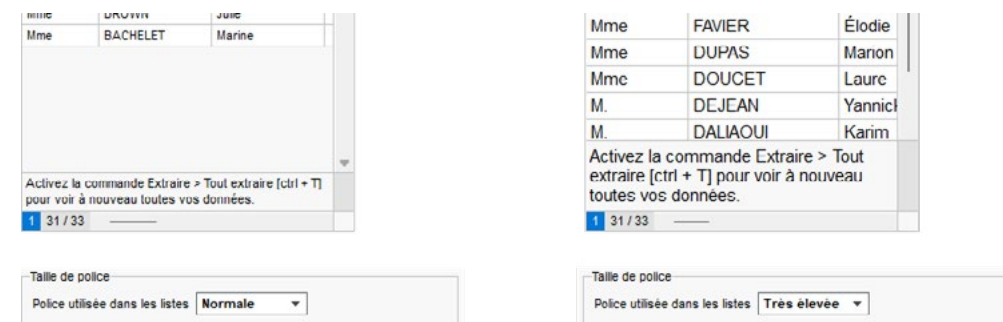 Mme BROWN Julie
Mme BACHELET Marine
Activez la commande Extraire > Tout extraire [ctrl + T]
pour voir à nouveau toutes vos données.
1 31 / 33
Taille de police
Police utilisée dans les listes Normale
Mme FAVIER Élodie
Mme DUPAS Marion
Mme DOUCET Laure
M. DEJEAN Yannick
M. DALIAOUI Karim
Activez la commande Extraire > Tout
extraire [ctrl + T] pour voir à nouveau
toutes vos données.
1 31 / 33
Taille de police
Police utilisée dans les listes Très élevée